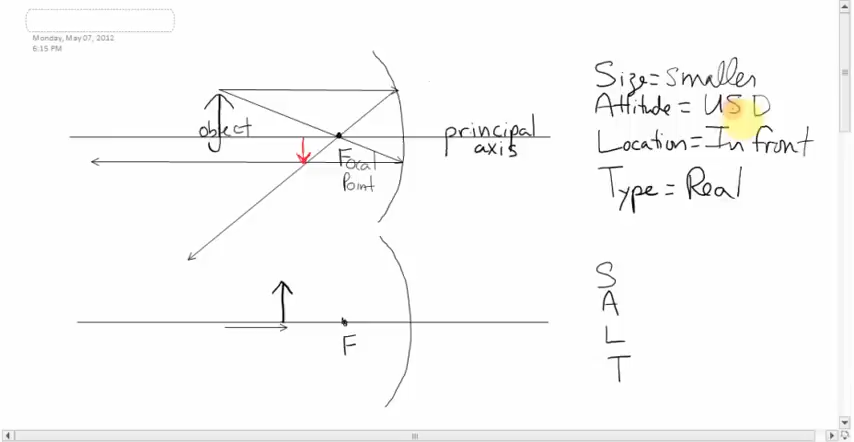 Monday, May 07, 2012
6:15 PM
object
Focal
Point
principal
axis
Size = smaller
Attitude = USD
Location = In front
Type = Real
F
S
A
L
T